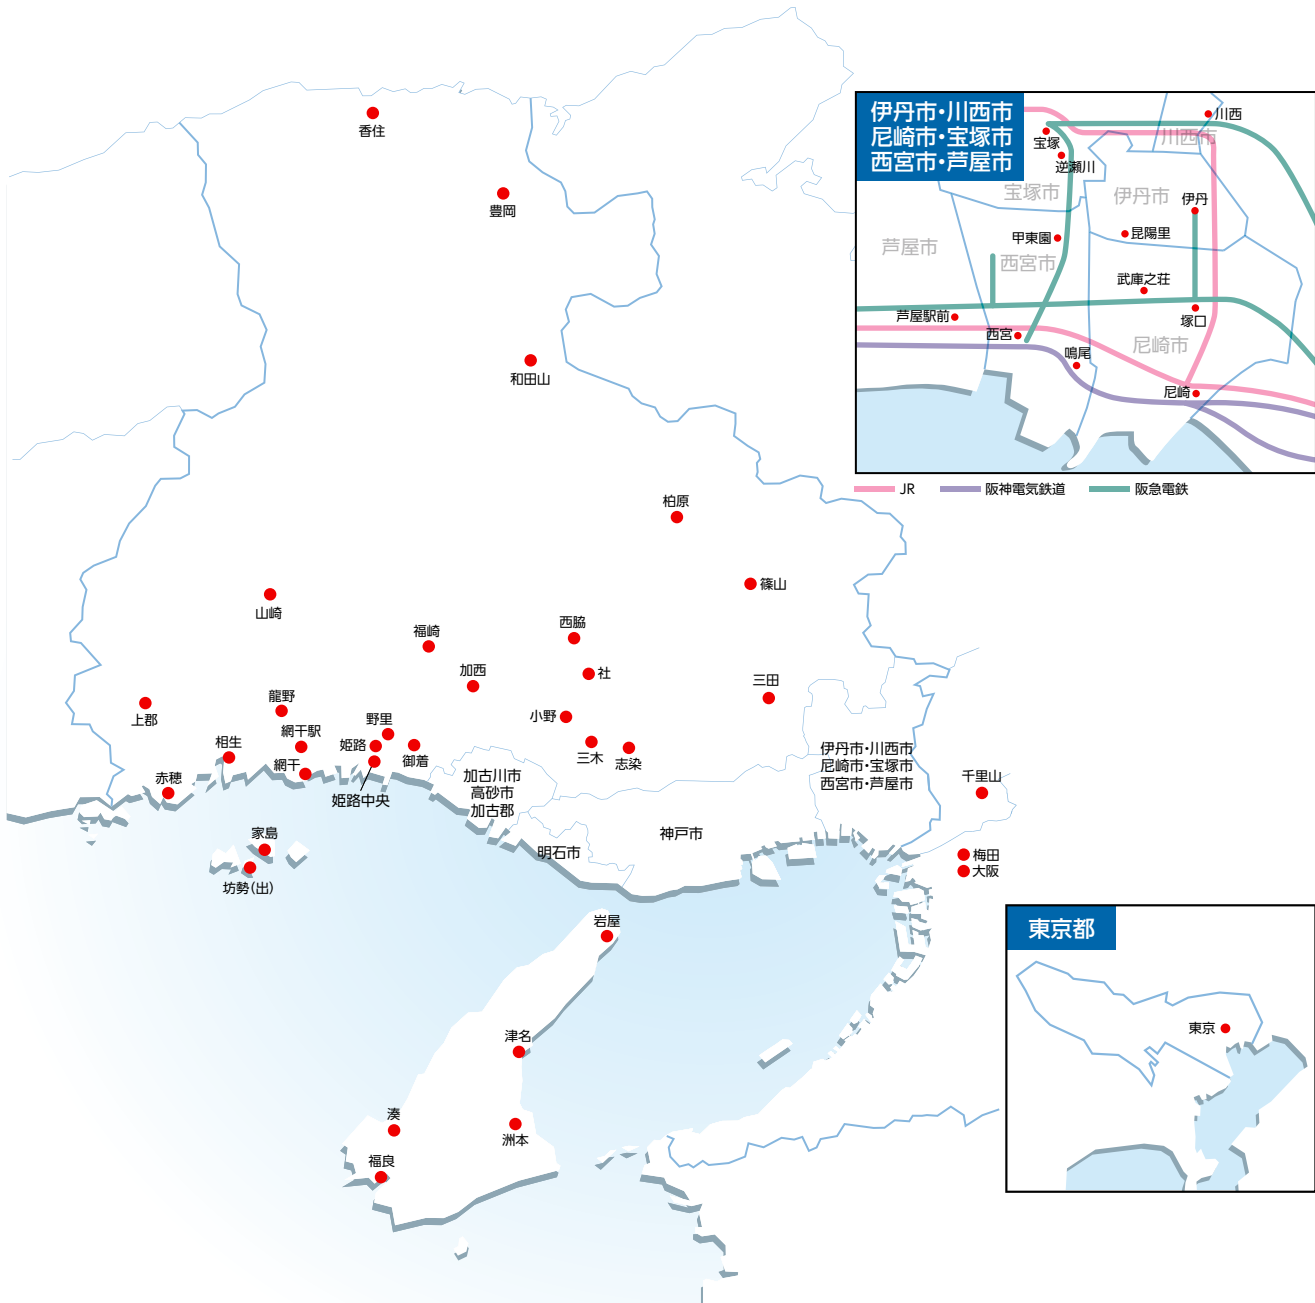 香住
豊岡
和田山
柏原
篠山
山崎
福崎
西脇
加西
社
三田
上郡
龍野
小野
野里
網干駅
姫路
相生
網干
御着
三木
志染
赤穂
姫路中央
加古川市
高砂市
加古郡
伊丹市・川西市
尼崎市・宝塚市
西宮市・芦屋市
千里山
神戸市
明石市
家島
坊勢(出)
梅田
大阪
岩屋
津名
湊
洲本
福良
伊丹市・川西市
尼崎市・宝塚市
西宮市・芦屋市
川西
川西市
宝塚
逆瀬川
宝塚市
伊丹市
伊丹
甲東園
昆陽里
芦屋市
西宮市
武庫之荘
芦屋駅前
塚口
西宮
尼崎市
鳴尾
尼崎
JR
阪神電気鉄道
阪急電鉄
東京都
東京